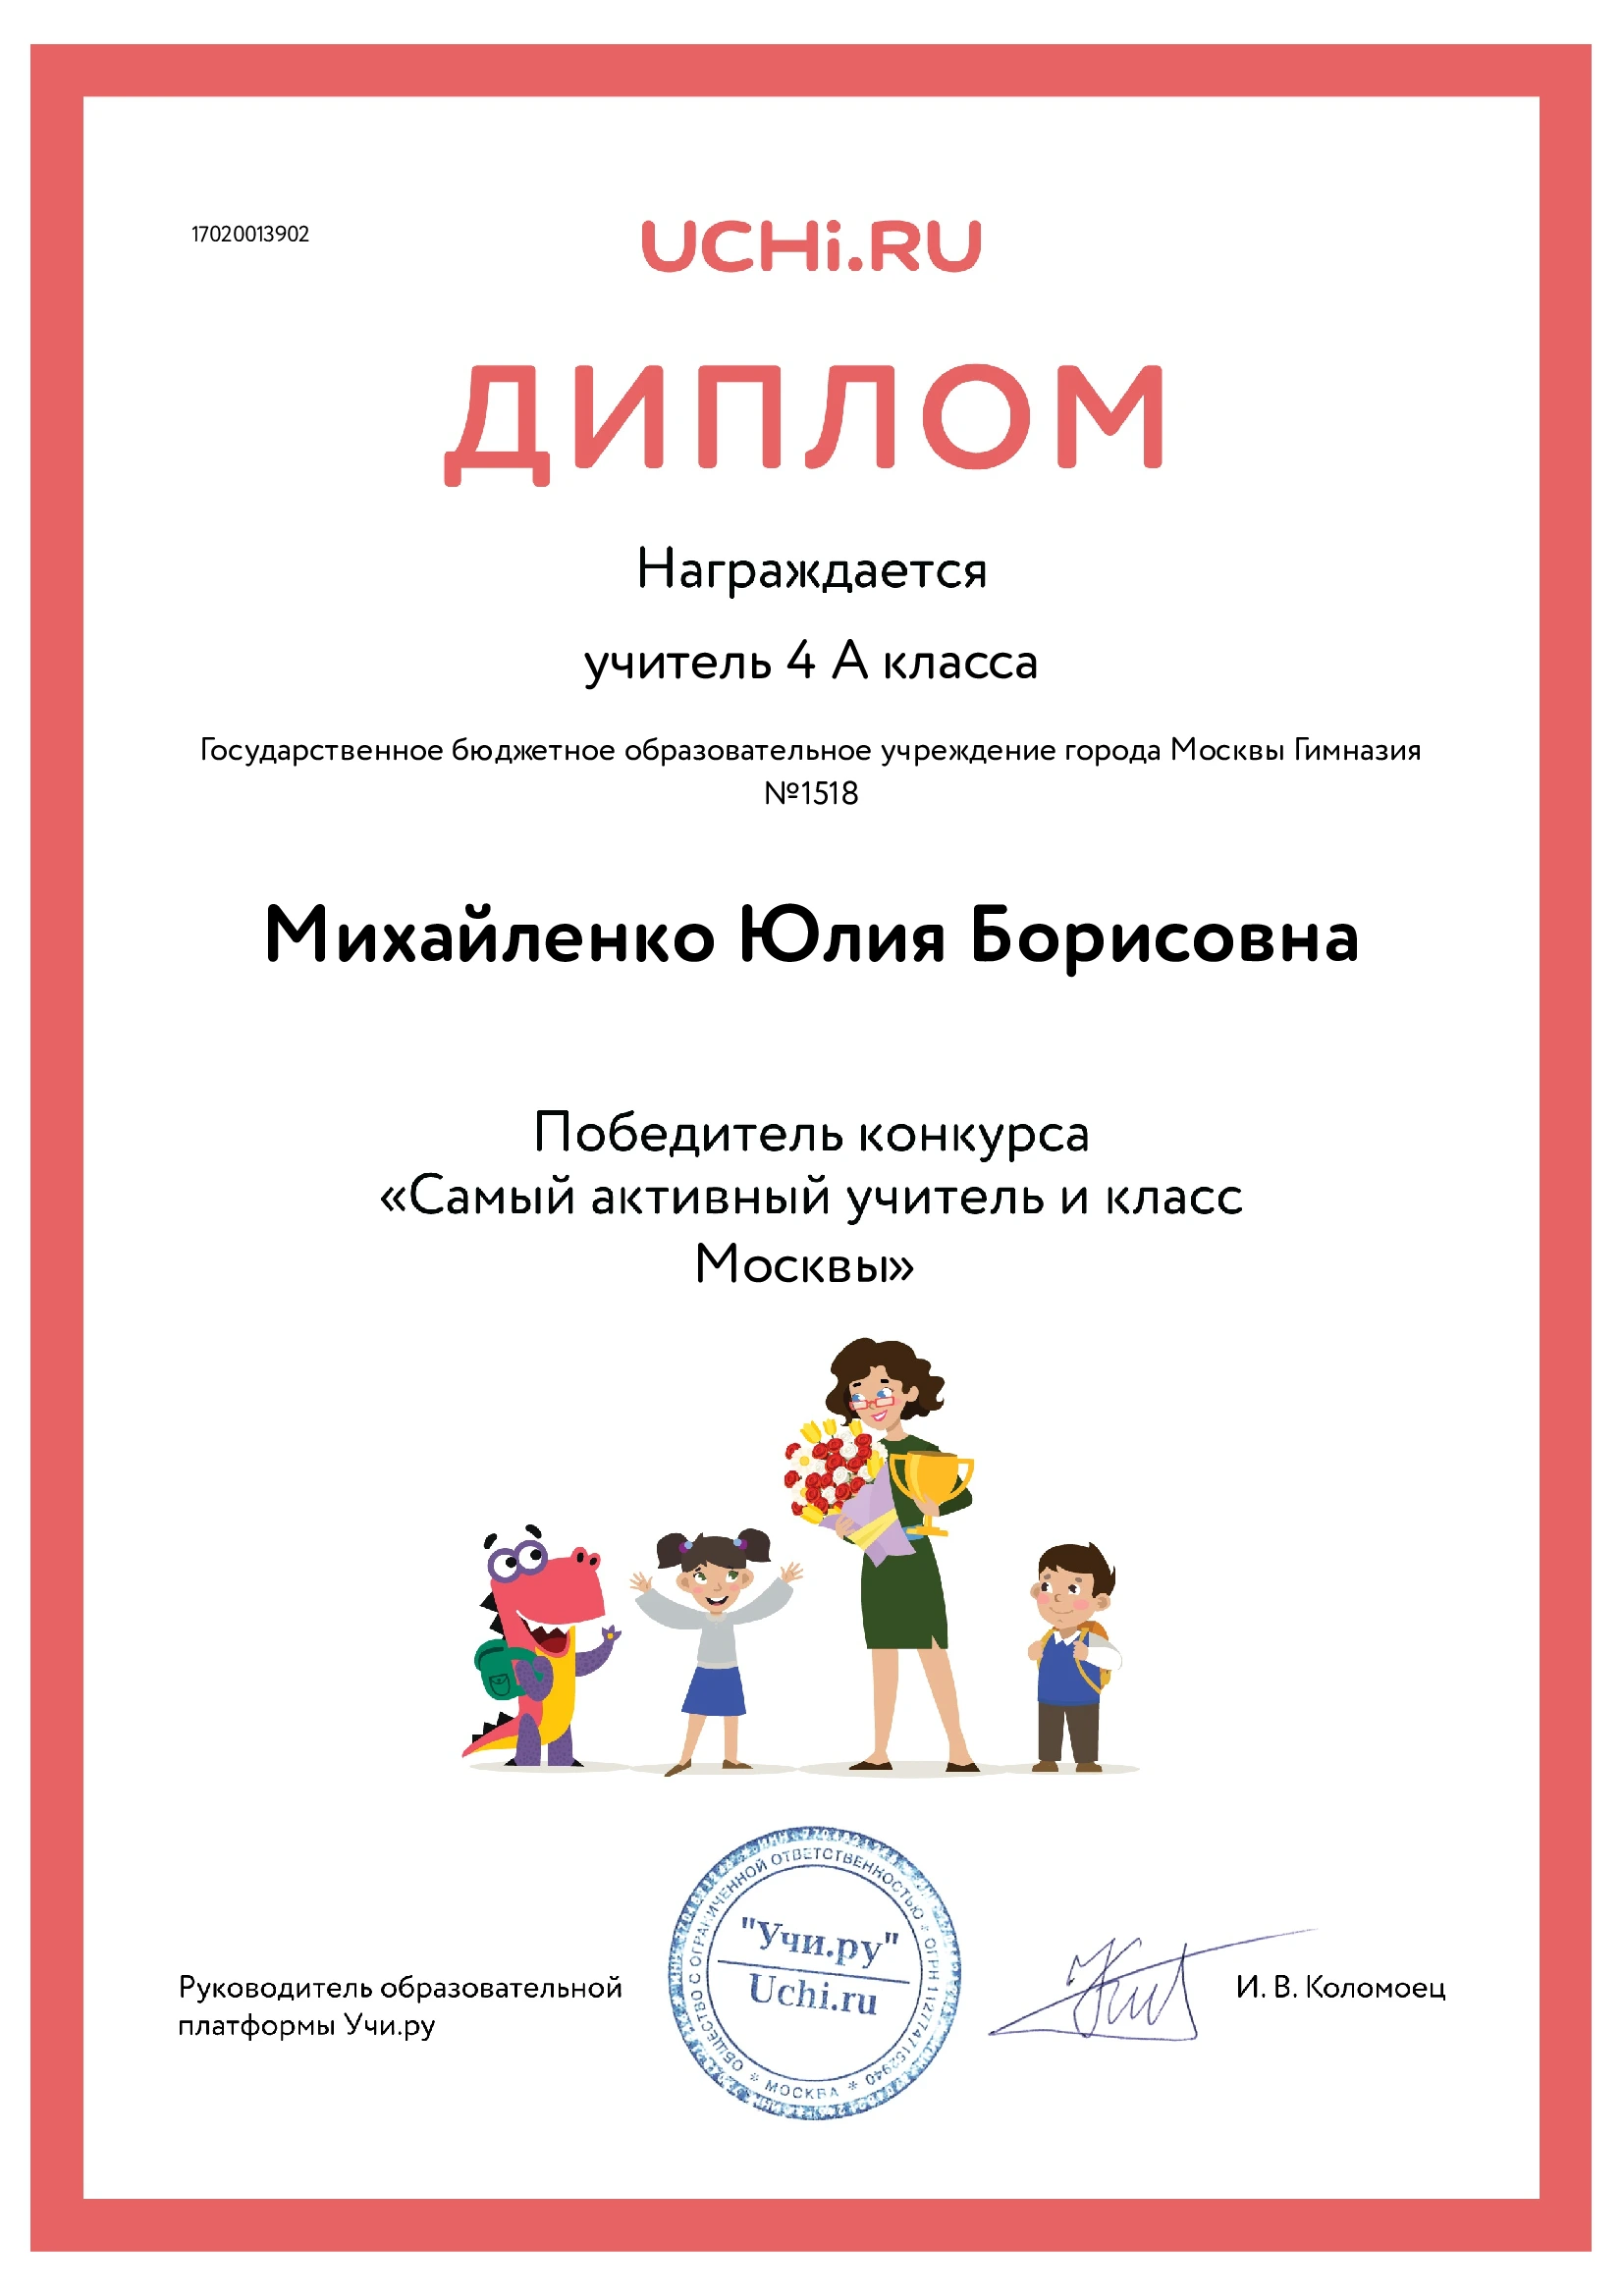 17020013902
UCHi.RU
ДИПЛОМ
Награждается
учитель 4 А класса
Государственное бюджетное образовательное учреждение города Москвы Гимназия
№1518
Михайленко Юлия Борисовна
Победитель конкурса
«Самый активный учитель и класс
Москвы»
Руководитель образовательной
платформы Учи.ру
ОБЩЕСТВО С ОГРАНИЧЕННОЙ ОТВЕТСТВЕННОСТЬЮ * ОГРН 1127747152940
* МОСКВА *
"Учи.ру"
Uchi.ru
И. В. Коломоец